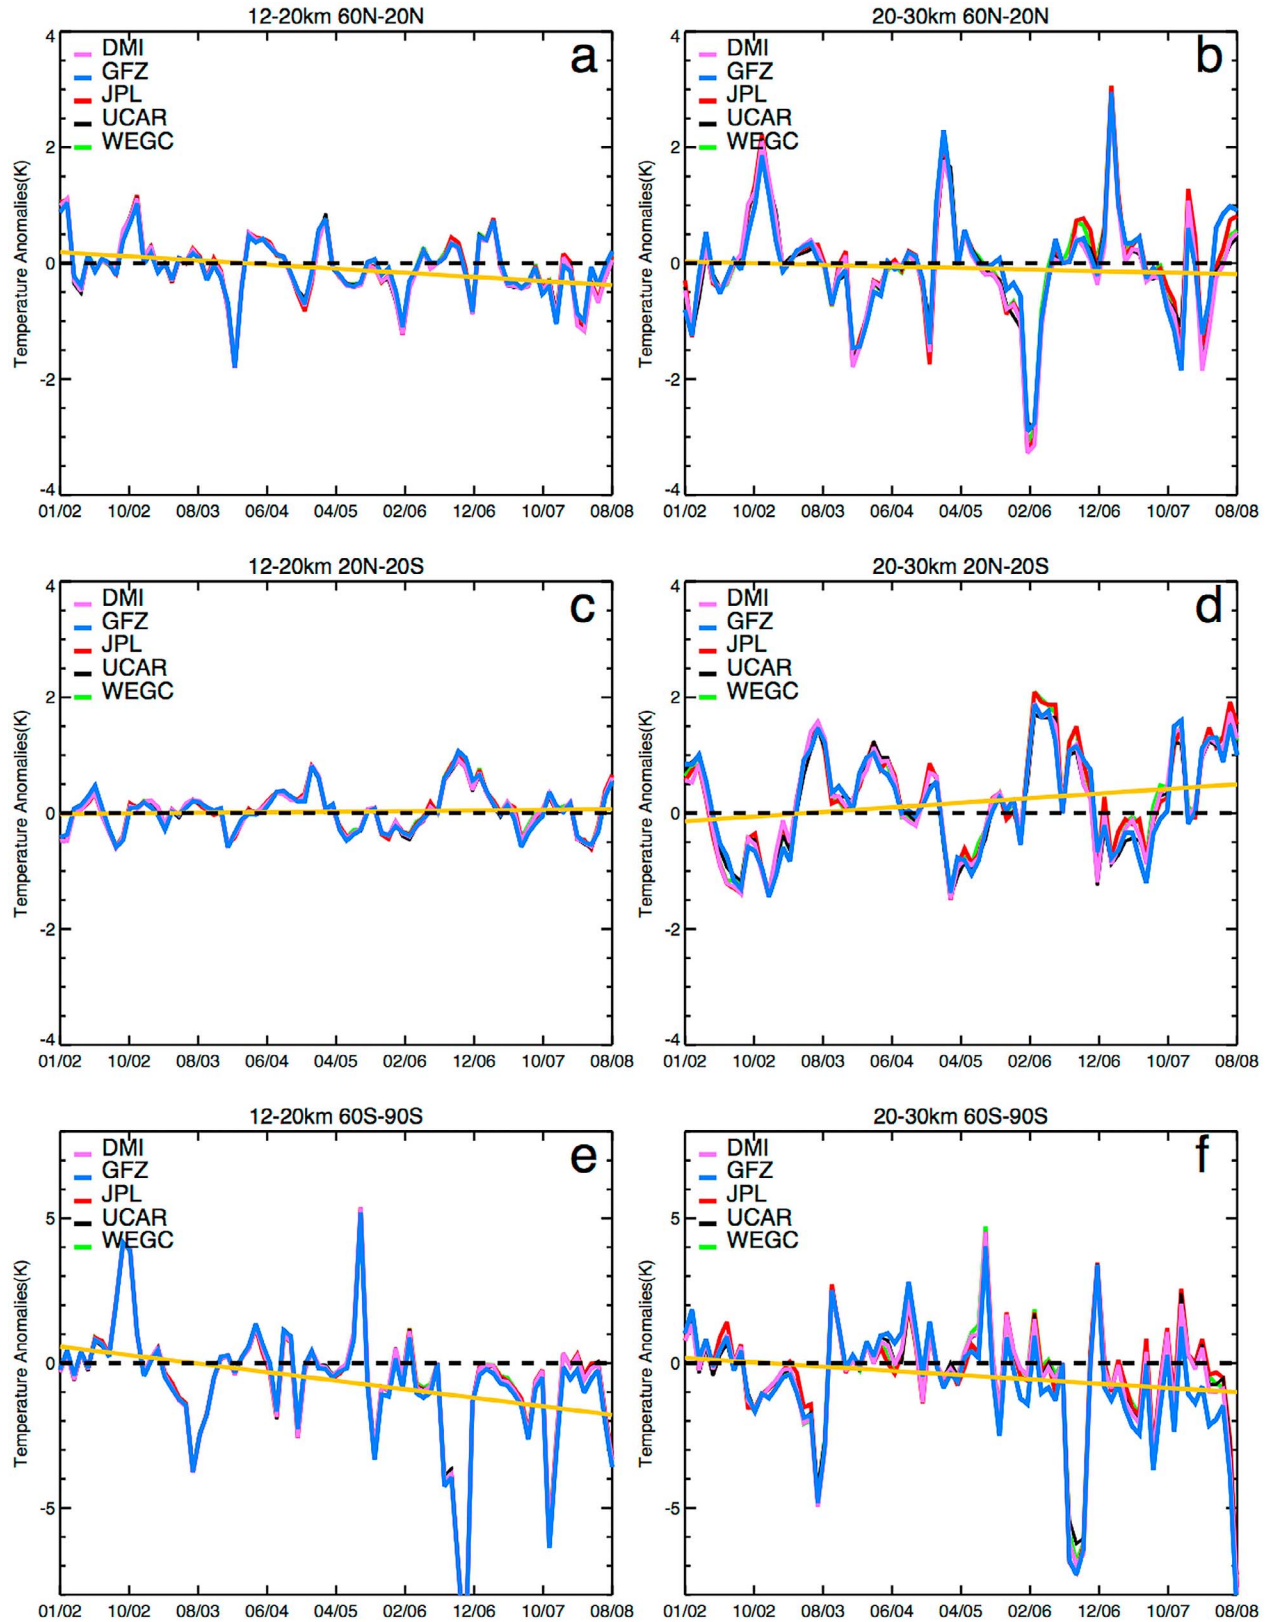 12-20km 60N-20N
a
DMI
GFZ
JPL
UCAR
WEGC
Temperature Anomalies(K)
4
2
0
-2
-4
01/02 10/02 08/03 06/04 04/05 02/06 12/06 10/07 08/08
20-30km 60N-20N
b
DMI
GFZ
JPL
UCAR
WEGC
Temperature Anomalies(K)
4
2
0
-2
-4
01/02 10/02 08/03 06/04 04/05 02/06 12/06 10/07 08/08
12-20km 20N-20S
c
DMI
GFZ
JPL
UCAR
WEGC
Temperature Anomalies(K)
4
2
0
-2
-4
01/02 10/02 08/03 06/04 04/05 02/06 12/06 10/07 08/08
20-30km 20N-20S
d
DMI
GFZ
JPL
UCAR
WEGC
Temperature Anomalies(K)
4
2
0
-2
-4
01/02 10/02 08/03 06/04 04/05 02/06 12/06 10/07 08/08
12-20km 60S-90S
e
DMI
GFZ
JPL
UCAR
WEGC
Temperature Anomalies(K)
5
0
-5
01/02 10/02 08/03 06/04 04/05 02/06 12/06 10/07 08/08
20-30km 60S-90S
f
DMI
GFZ
JPL
UCAR
WEGC
Temperature Anomalies(K)
5
0
-5
01/02 10/02 08/03 06/04 04/05 02/06 12/06 10/07 08/08